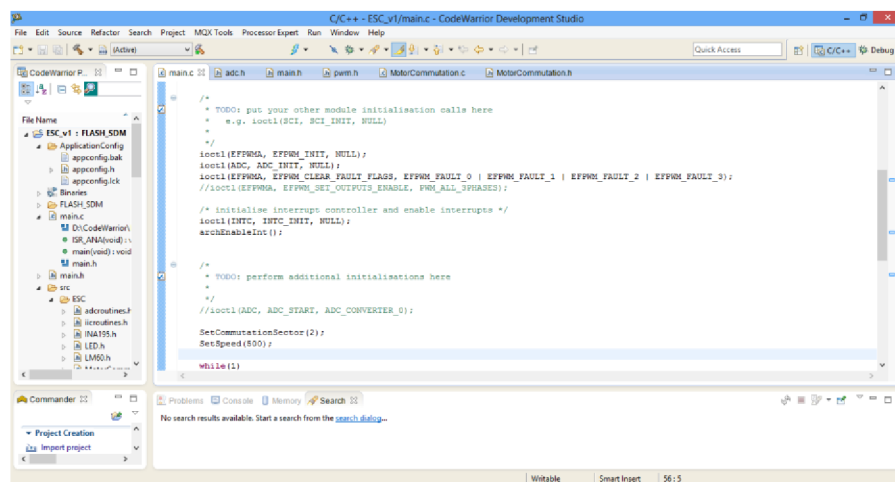 C/C++ - ESC_v1/main.c - CodeWarrior Development Studio
File Edit Source Refactor Search Project MQX Tools Processor Expert Run Window Help
(Active)
Quick Access
C/C++
Debug
CodeWarrior P...
main.c
adc.h
main.h
pwm.h
MotorCommutation.c
MotorCommutation.h
File Name
ESC_v1 : FLASH_SDM
ApplicationConfig
appconfig.bak
appconfig.h
appconfig.lck
Binaries
FLASH_SDM
main.c
D:\CodeWarrior\
ISR_ANA(void) : v
main(void) : void
main.h
main.h
src
ESC
adcroutines.h
iicroutines.h
INA195.h
LED.h
LM60.h
/*
* TODO: put your other module initialisation calls here
* e.g. ioctl(SCI, SCI_INIT, NULL)
*
*/
ioctl(EFPWMA, EFPWM_INIT, NULL);
ioctl(ADC, ADC_INIT, NULL);
ioctl(EFPWMA, EFPWM_CLEAR_FAULT_FLAGS, EFPWM_FAULT_0 | EFPWM_FAULT_1 | EFPWM_FAULT_2 | EFPWM_FAULT_3);
//ioctl(EFPWMA, EFPWM_SET_OUTPUTS_ENABLE, PWM_ALL_3PHASES);
/* initialise interrupt controller and enable interrupts */
ioctl(INTC, INTC_INIT, NULL);
archEnableInt();
/*
* TODO: perform additional initialisations here
*
*/
//ioctl(ADC, ADC_START, ADC_CONVERTER_0);
SetCommutationSector(2);
SetSpeed(800);
while(1)
Commander
Project Creation
Import project
Problems
Console
Memory
Search
No search results available. Start a search from the search dialog...
Writable
Smart Insert
56 : 5